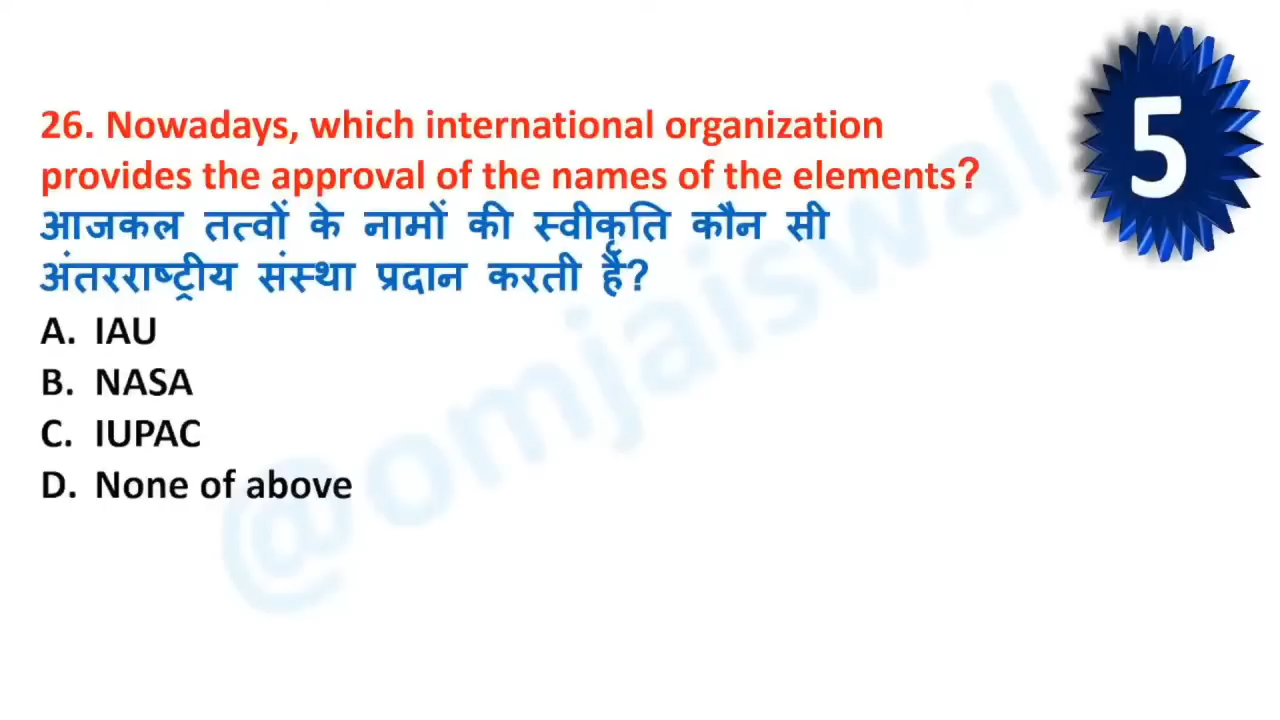 26. Nowadays, which international organization
provides the approval of the names of the elements?
आजकल तत्वों के नामों की स्वीकृति कौन सी
अंतरराष्ट्रीय संस्था प्रदान करती है?
A. IAU
B. NASA
C. IUPAC
D. None of above
5
@omjaiswal